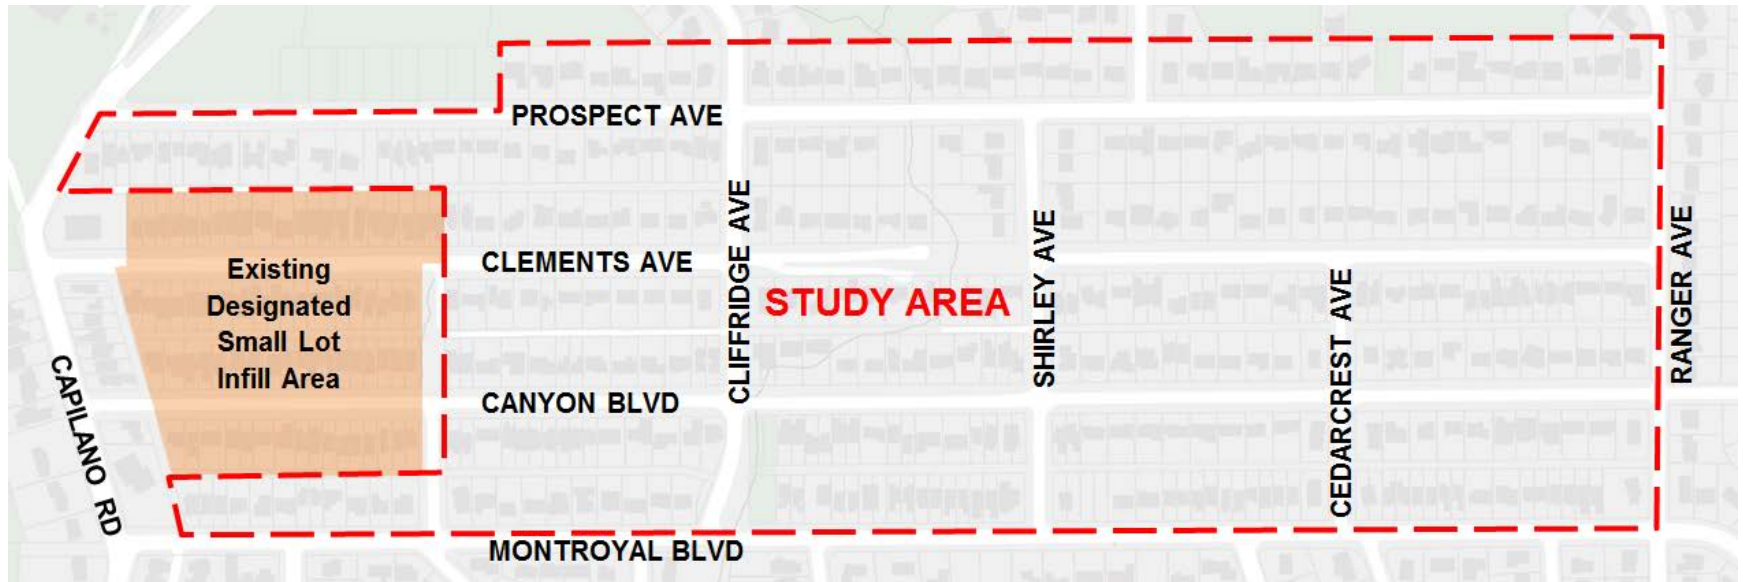 PROSPECT AVE
CLEMENTS AVE
Existing
Designated
Small Lot
Infill Area
STUDY AREA
CLIFFRIDGE AVE
SHIRLEY AVE
CEDARCREST AVE
RANGER AVE
CAPILANO RD
CANYON BLVD
MONTROYAL BLVD